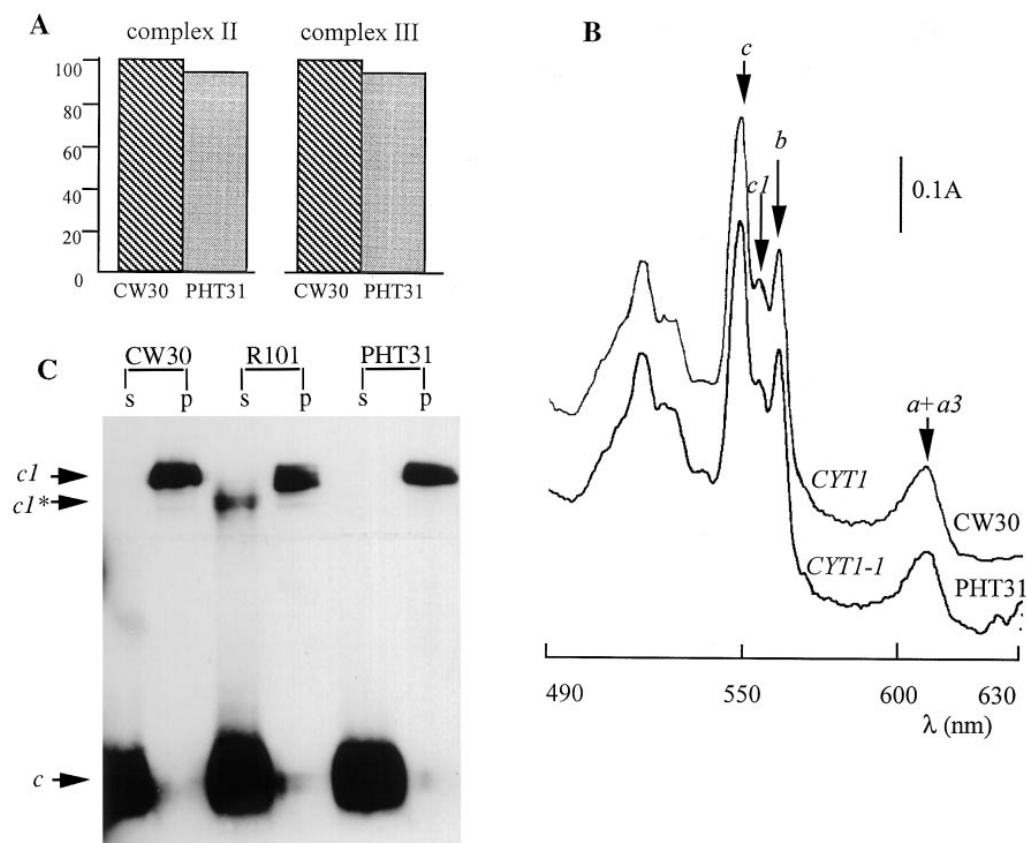 A
complex II
complex III
100
80
60
40
20
0
CW30 PHT31
CW30 PHT31
B
c
c1
b
0.1A
a+a3
CYT1
CW30
CYT1-1
PHT31
490 550 600 630
λ (nm)
C
CW30 R101 PHT31
s p s p s p
c1
c1*
c